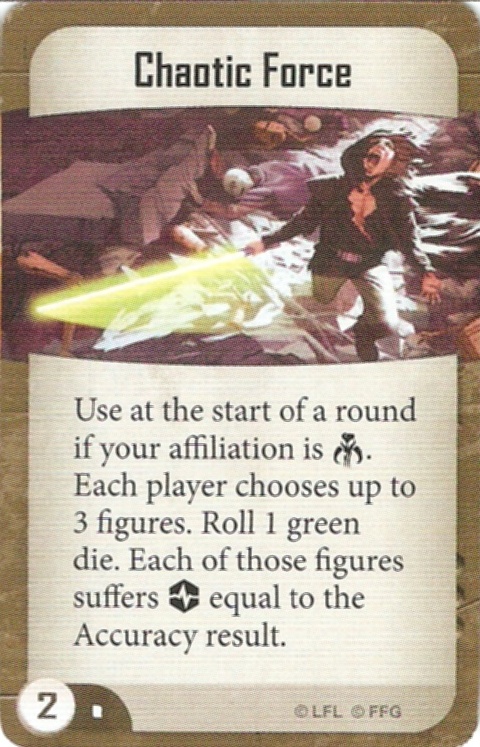 Chaotic Force
Use at the start of a round
if your affiliation is .
Each player chooses up to
3 figures. Roll 1 green
die. Each of those figures
suffers equal to the
Accuracy result.
2
© LFL © FFG